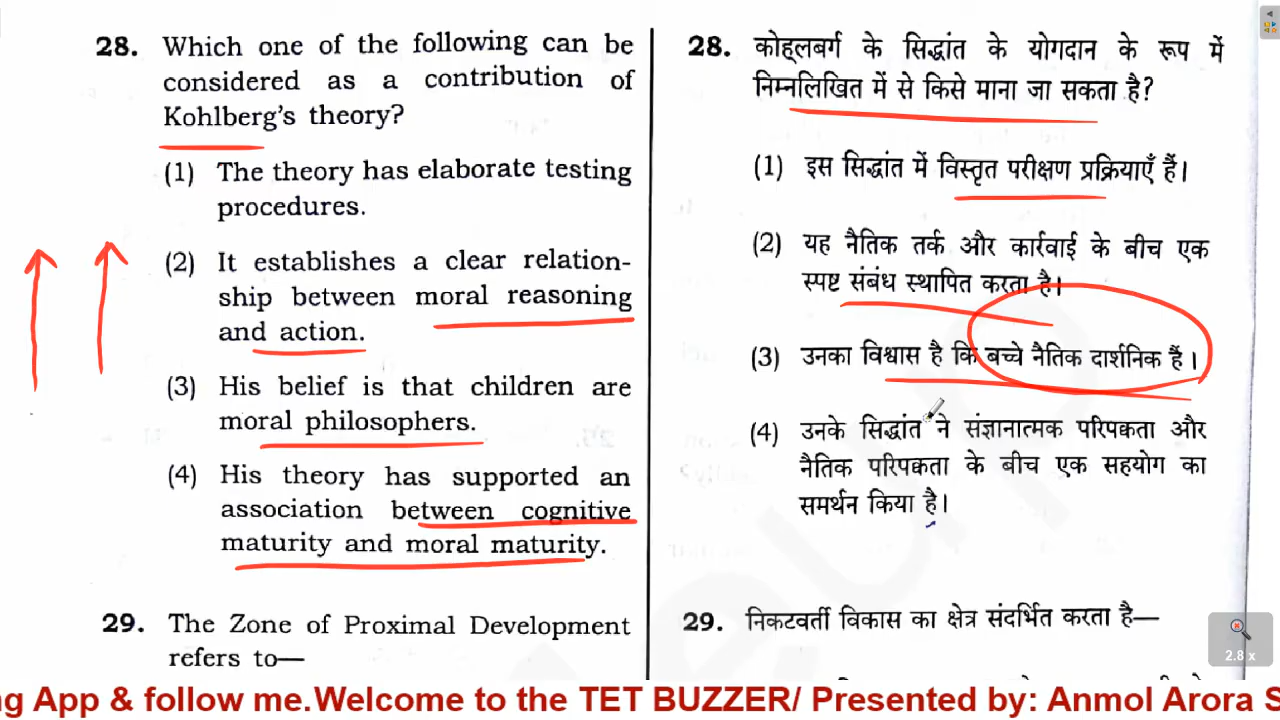 28. Which one of the following can be
considered as a contribution of
Kohlberg's theory?
(1) The theory has elaborate testing
procedures.
(2) It establishes a clear relation-
ship between moral reasoning
and action.
(3) His belief is that children are
moral philosophers.
(4) His theory has supported an
association between cognitive
maturity and moral maturity.
29. The Zone of Proximal Development
refers to—
28. कोह्लबर्ग के सिद्धांत के योगदान के रूप में
निम्नलिखित में से किसे माना जा सकता है?
(1) इस सिद्धांत में विस्तृत परीक्षण प्रक्रियाएँ हैं।
(2) यह नैतिक तर्क और कार्रवाई के बीच एक
स्पष्ट संबंध स्थापित करता है।
(3) उनका विश्वास है कि बच्चे नैतिक दार्शनिक हैं।
(4) उनके सिद्धांत ने संज्ञानात्मक परिपक्वता और
नैतिक परिपक्वता के बीच एक सहयोग का
समर्थन किया है।
29. निकटवर्ती विकास का क्षेत्र संदर्भित करता है—
2.8 x
ng App & follow me.Welcome to the TET BUZZER/ Presented by: Anmol Arora S